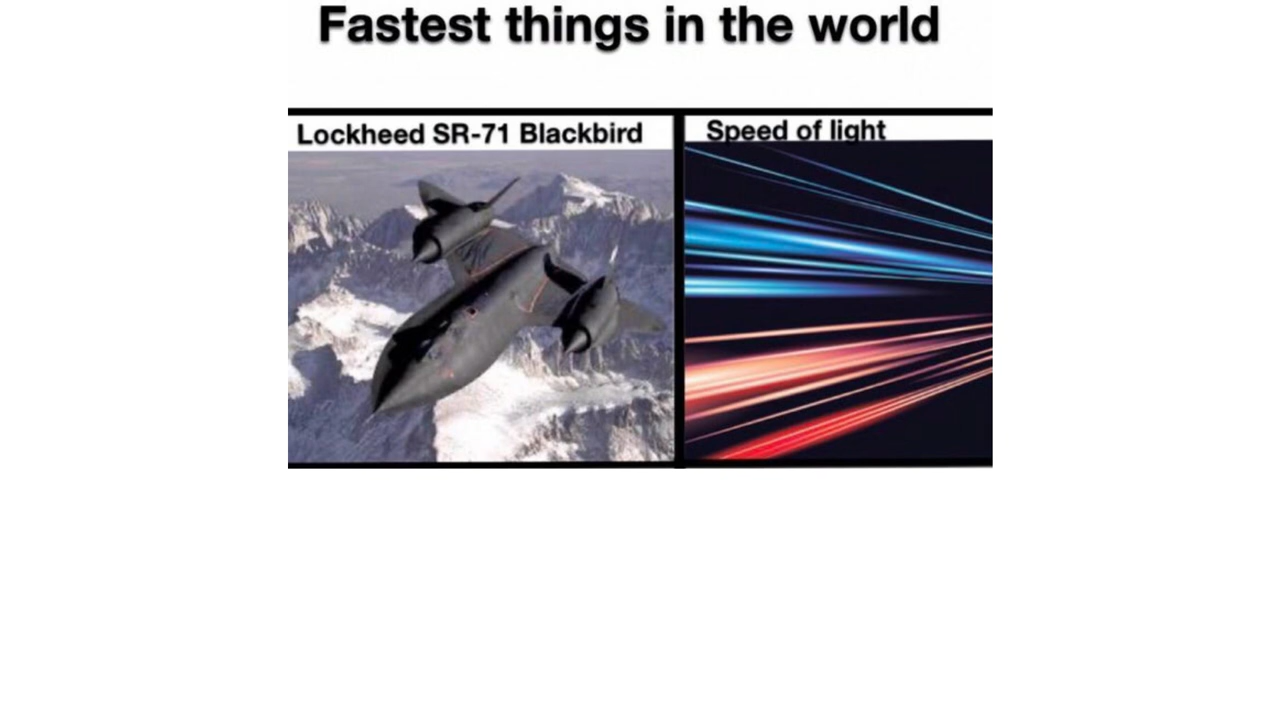 Fastest things in the world
Lockheed SR-71 Blackbird
Speed of light